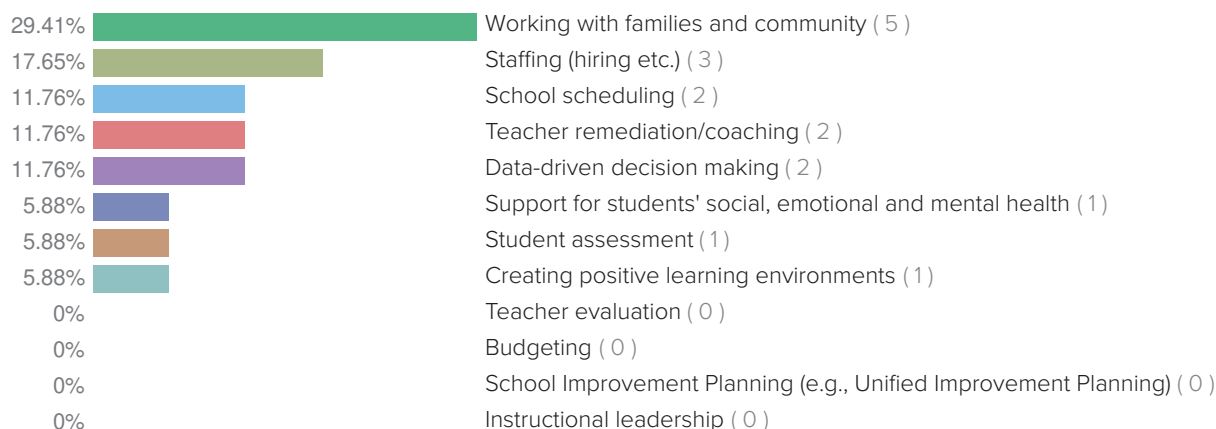 29.41% Working with families and community ( 5 )
17.65% Staffing (hiring etc.) ( 3 )
11.76% School scheduling ( 2 )
11.76% Teacher remediation/coaching ( 2 )
11.76% Data-driven decision making ( 2 )
5.88% Support for students' social, emotional and mental health ( 1 )
5.88% Student assessment ( 1 )
5.88% Creating positive learning environments ( 1 )
0% Teacher evaluation ( 0 )
0% Budgeting ( 0 )
0% School Improvement Planning (e.g., Unified Improvement Planning) ( 0 )
0% Instructional leadership ( 0 )